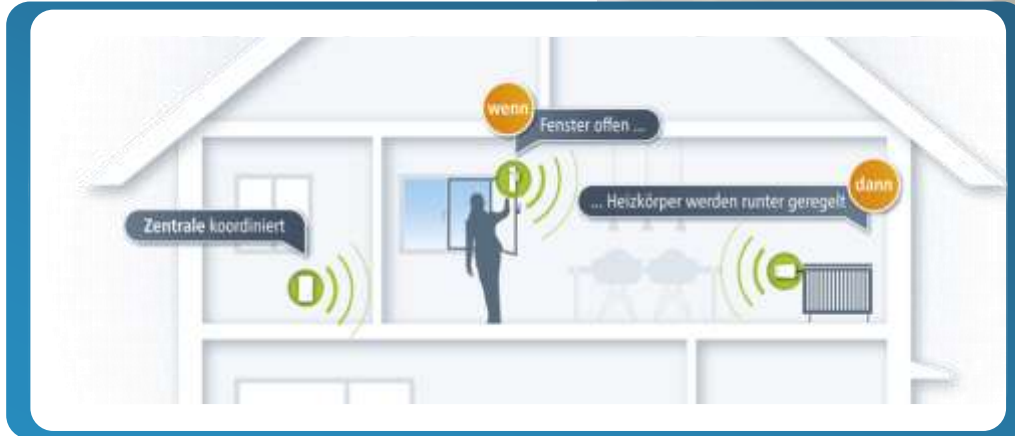 wenn
Fenster offen ...
dann
... Heizkörper werden runter geregelt
Zentrale koordiniert